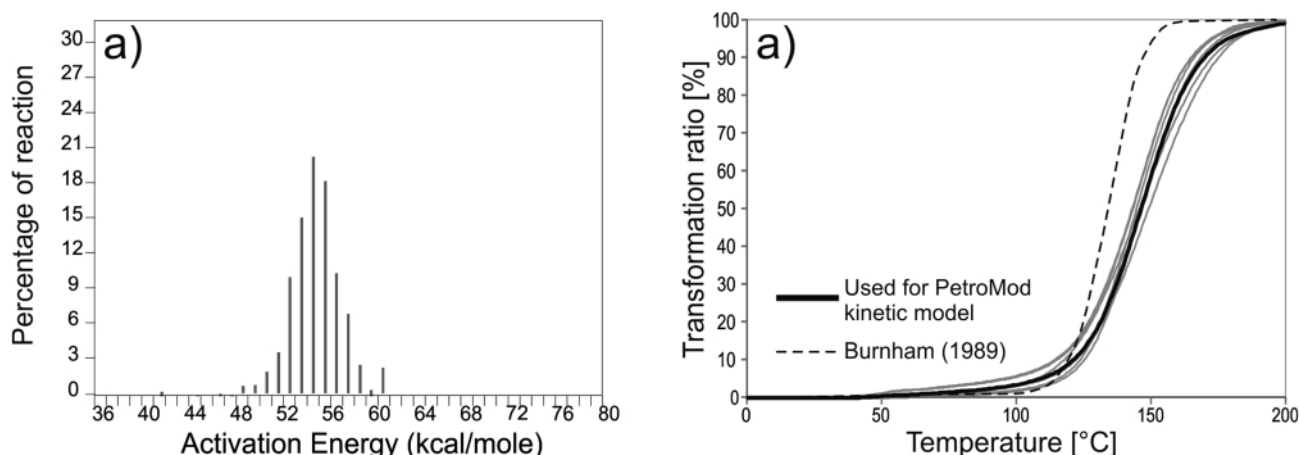 a)
Percentage of reaction
30
27
24
21
18
15
12
9
6
3
0
36 40 44 48 52 56 60 64 68 72 76 80
Activation Energy (kcal/mole)
a)
Transformation ratio [%]
100
90
80
70
60
50
40
30
20
10
0
Used for PetroMod
kinetic model
Burnham (1989)
0 50 100 150 200
Temperature [°C]